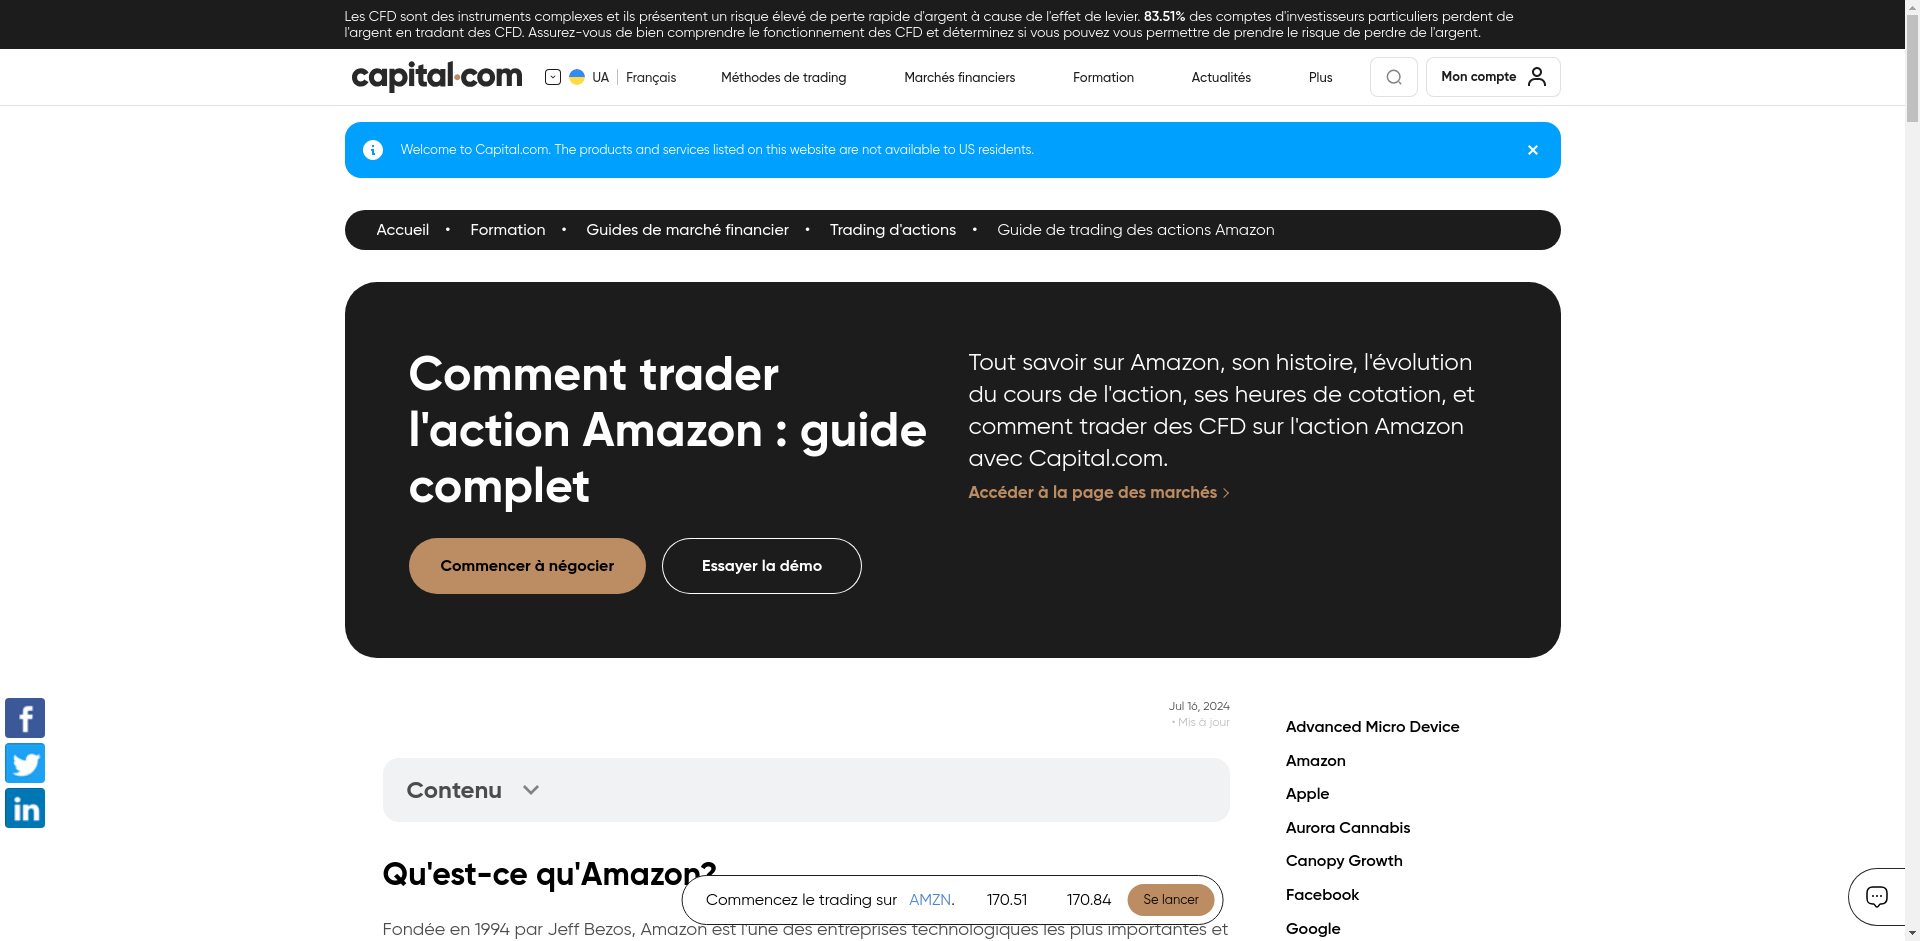 Les CFD sont des instruments complexes et ils présentent un risque élevé de perte rapide d'argent à cause de l'effet de levier. 83.51% des comptes d'investisseurs particuliers perdent de
l'argent en tradant des CFD. Assurez-vous de bien comprendre le fonctionnement des CFD et déterminez si vous pouvez vous permettre de prendre le risque de perdre de l'argent.
capital.com
UA
Français
Méthodes de trading
Marchés financiers
Formation
Actualités
Plus
Mon compte
Welcome to Capital.com. The products and services listed on this website are not available to US residents.
Accueil • Formation • Guides de marché financier • Trading d'actions • Guide de trading des actions Amazon
Comment trader
l'action Amazon : guide
complet
Tout savoir sur Amazon, son histoire, l'évolution
du cours de l'action, ses heures de cotation, et
comment trader des CFD sur l'action Amazon
avec Capital.com.
Accéder à la page des marchés
Commencer à négocier
Essayer la démo
Jul 16, 2024
• Mis à jour
Contenu
Qu'est-ce qu'Amazon?
Fondée en 1994 par Jeff Bezos, Amazon est l'une des entreprises technologiques les plus importantes et
Advanced Micro Device
Amazon
Apple
Aurora Cannabis
Canopy Growth
Facebook
Google
Commencez le trading sur AMZN. 170.51 170.84 Se lancer